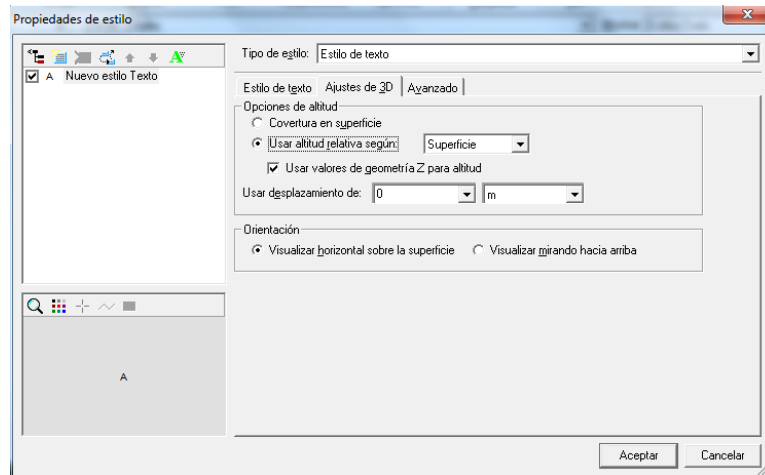 Propiedades de estilo
Tipo de estilo: Estilo de texto
A Nuevo estilo Texto
Estilo de texto Ajustes de 3D Avanzado
Opciones de altitud
Covertura en superficie
Usar altitud relativa según: Superficie
Usar valores de geometría Z para altitud
Usar desplazamiento de: 0 m
Orientación
Visualizar horizontal sobre la superficie Visualizar mirando hacia arriba
A
Aceptar Cancelar